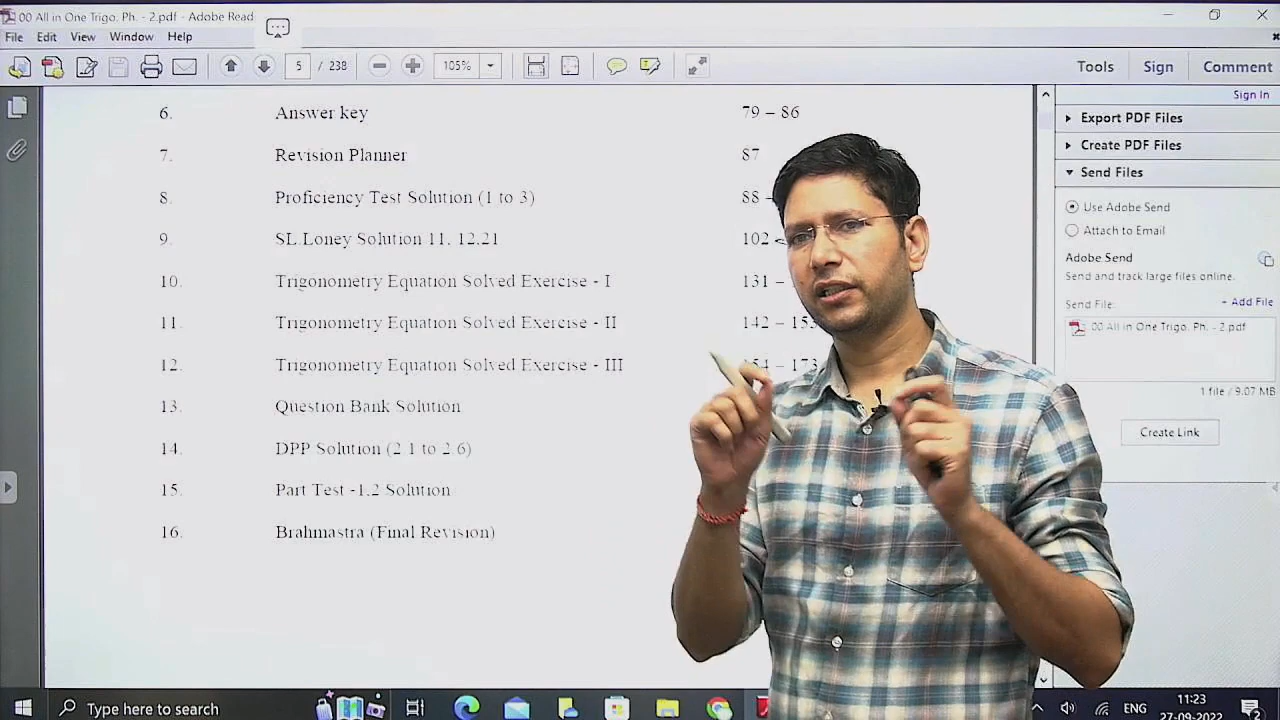 00 All in One Trigo. Ph. - 2.pdf - Adobe Read
File Edit View Window Help
5 / 238 105% Tools Sign Comment
Sign In
Export PDF Files
Create PDF Files
Send Files
Use Adobe Send
Attach to Email
Adobe Send
Send and track large files online.
Send File: + Add File
00 All in One Trigo. Ph. - 2.pdf
1 file / 9.07 MB
Create Link
6. Answer key 79 – 86
7. Revision Planner 87
8. Proficiency Test Solution (1 to 3) 88 –
9. SL Loney Solution 11, 12,21 102
10. Trigonometry Equation Solved Exercise - I 131 –
11. Trigonometry Equation Solved Exercise - II 142 –
12. Trigonometry Equation Solved Exercise - III 154 – 173
13. Question Bank Solution
14. DPP Solution (2.1 to 2.6)
15. Part Test -1,2 Solution
16. Brahmastra (Final Revision)
Type here to search ENG 11:23
27-09-2022 2